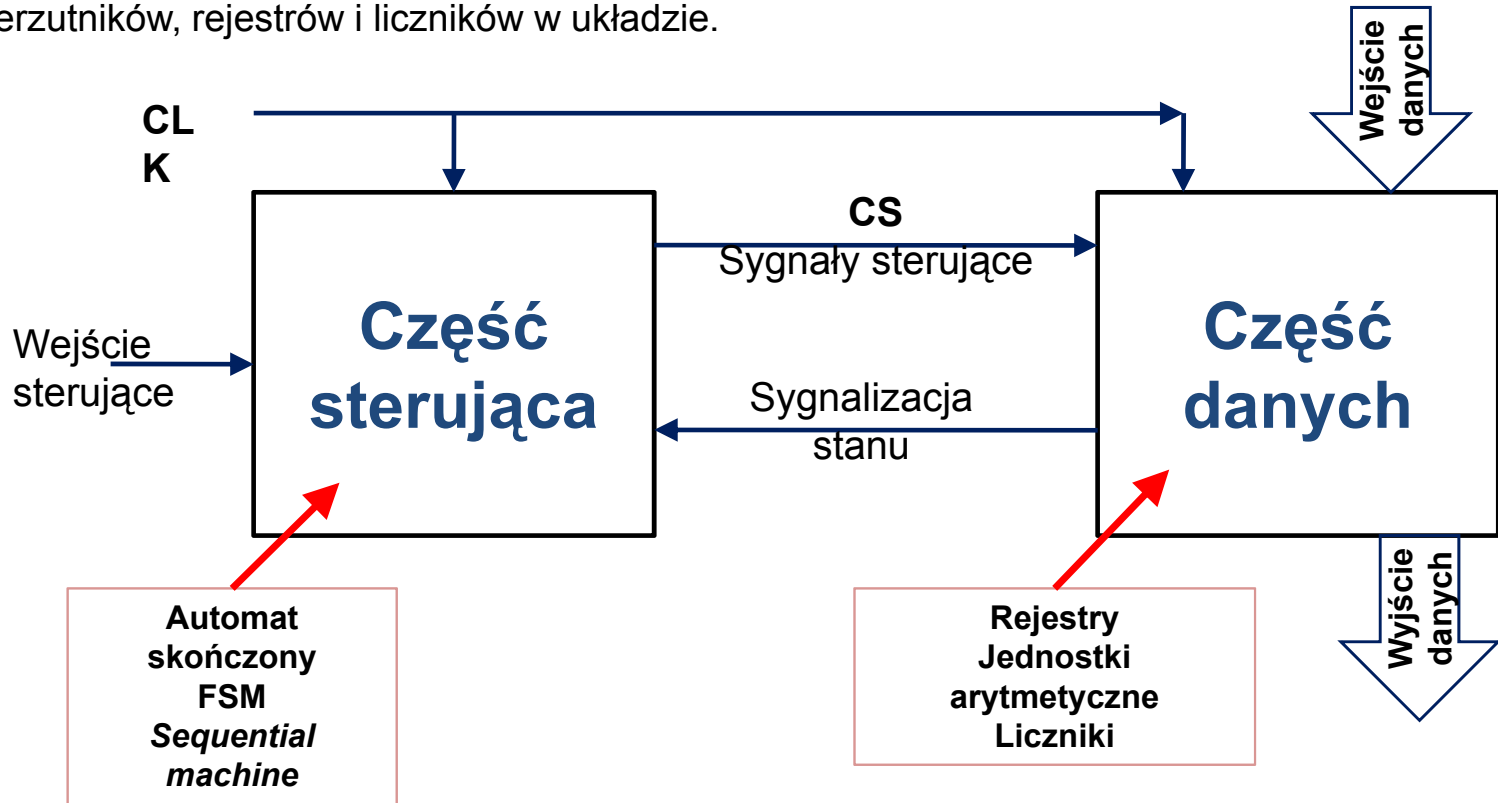 erzutników, rejestrów i liczników w układzie.
Wejście
danych
CL
K
CS
Sygnały sterujące
Część
sterująca
Część
danych
Wejście
sterujące
Sygnalizacja
stanu
Automat
skończony
FSM
Sequential
machine
Rejestry
Jednostki
arytmetyczne
Liczniki
Wyjście
danych